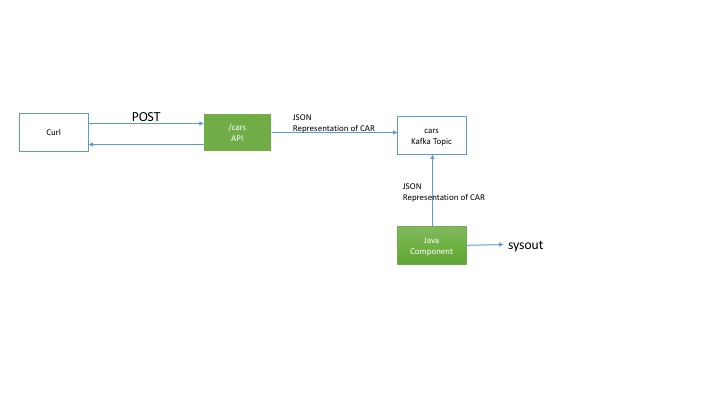 POST
Curl
/cars
API
JSON
Representation of CAR
cars
Kafka Topic
JSON
Representation of CAR
Java
Component
sysout